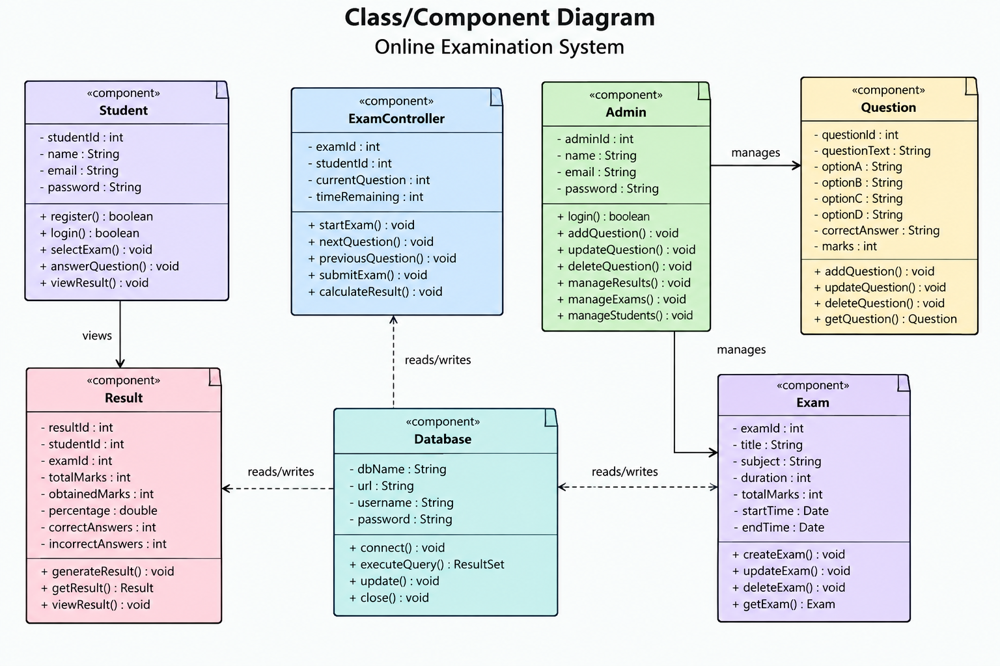 Class/Component Diagram
Online Examination System
«component»
Student
- studentId : int
- name : String
- email : String
- password : String
+ register() : boolean
+ login() : boolean
+ selectExam() : void
+ answerQuestion() : void
+ viewResult() : void
«component»
ExamController
- examId : int
- studentId : int
- currentQuestion : int
- timeRemaining : int
+ startExam() : void
+ nextQuestion() : void
+ previousQuestion() : void
+ submitExam() : void
+ calculateResult() : void
«component»
Admin
- adminId : int
- name : String
- email : String
- password : String
+ login() : boolean
+ addQuestion() : void
+ updateQuestion() : void
+ deleteQuestion() : void
+ manageResults() : void
+ manageExams() : void
+ manageStudents() : void
manages
«component»
Question
- questionId : int
- questionText : String
- optionA : String
- optionB : String
- optionC : String
- optionD : String
- correctAnswer : String
- marks : int
+ addQuestion() : void
+ updateQuestion() : void
+ deleteQuestion() : void
+ getQuestion() : Question
views
reads/writes
manages
«component»
Result
- resultId : int
- studentId : int
- examId : int
- totalMarks : int
- obtainedMarks : int
- percentage : double
- correctAnswers : int
- incorrectAnswers : int
+ generateResult() : void
+ getResult() : Result
+ viewResult() : void
reads/writes
«component»
Database
- dbName : String
- url : String
- username : String
- password : String
+ connect() : void
+ executeQuery() : ResultSet
+ update() : void
+ close() : void
reads/writes
«component»
Exam
- examId : int
- title : String
- subject : String
- duration : int
- totalMarks : int
- startTime : Date
- endTime : Date
+ createExam() : void
+ updateExam() : void
+ deleteExam() : void
+ getExam() : Exam